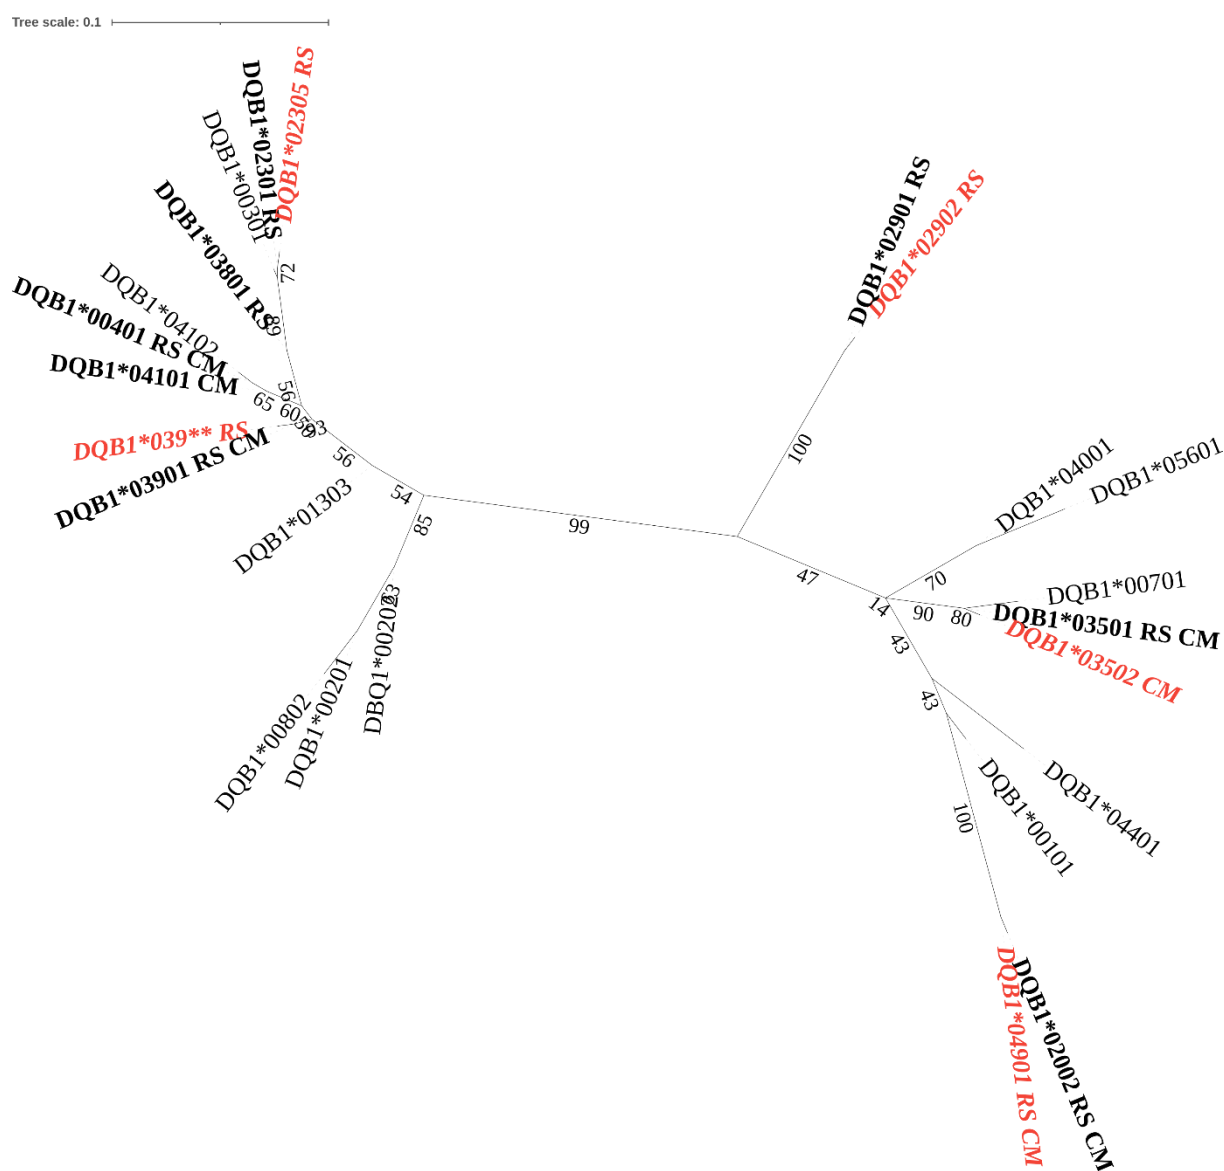 Tree scale: 0.1
DQB1*02305 RS
DQB1*02301 RS
DQB1*00301
72
DQB1*03801 RS
89
DQB1*04102
DQB1*00401 RS CM
DQB1*04101 CM
56
65
60
DQB1*039** RS
DQB1*03901 RS CM
56
DQB1*01303
54
85
DBQ1*00202
DQB1*00201
DQB1*00802
99
DQB1*02901 RS
DQB1*02902 RS
100
47
DQB1*04001
DQB1*05601
70
DQB1*00701
14
90
80
DQB1*03501 RS CM
DQB1*03502 CM
43
43
DQB1*04401
DQB1*00101
100
DQB1*04901 RS CM
DQB1*02002 RS CM